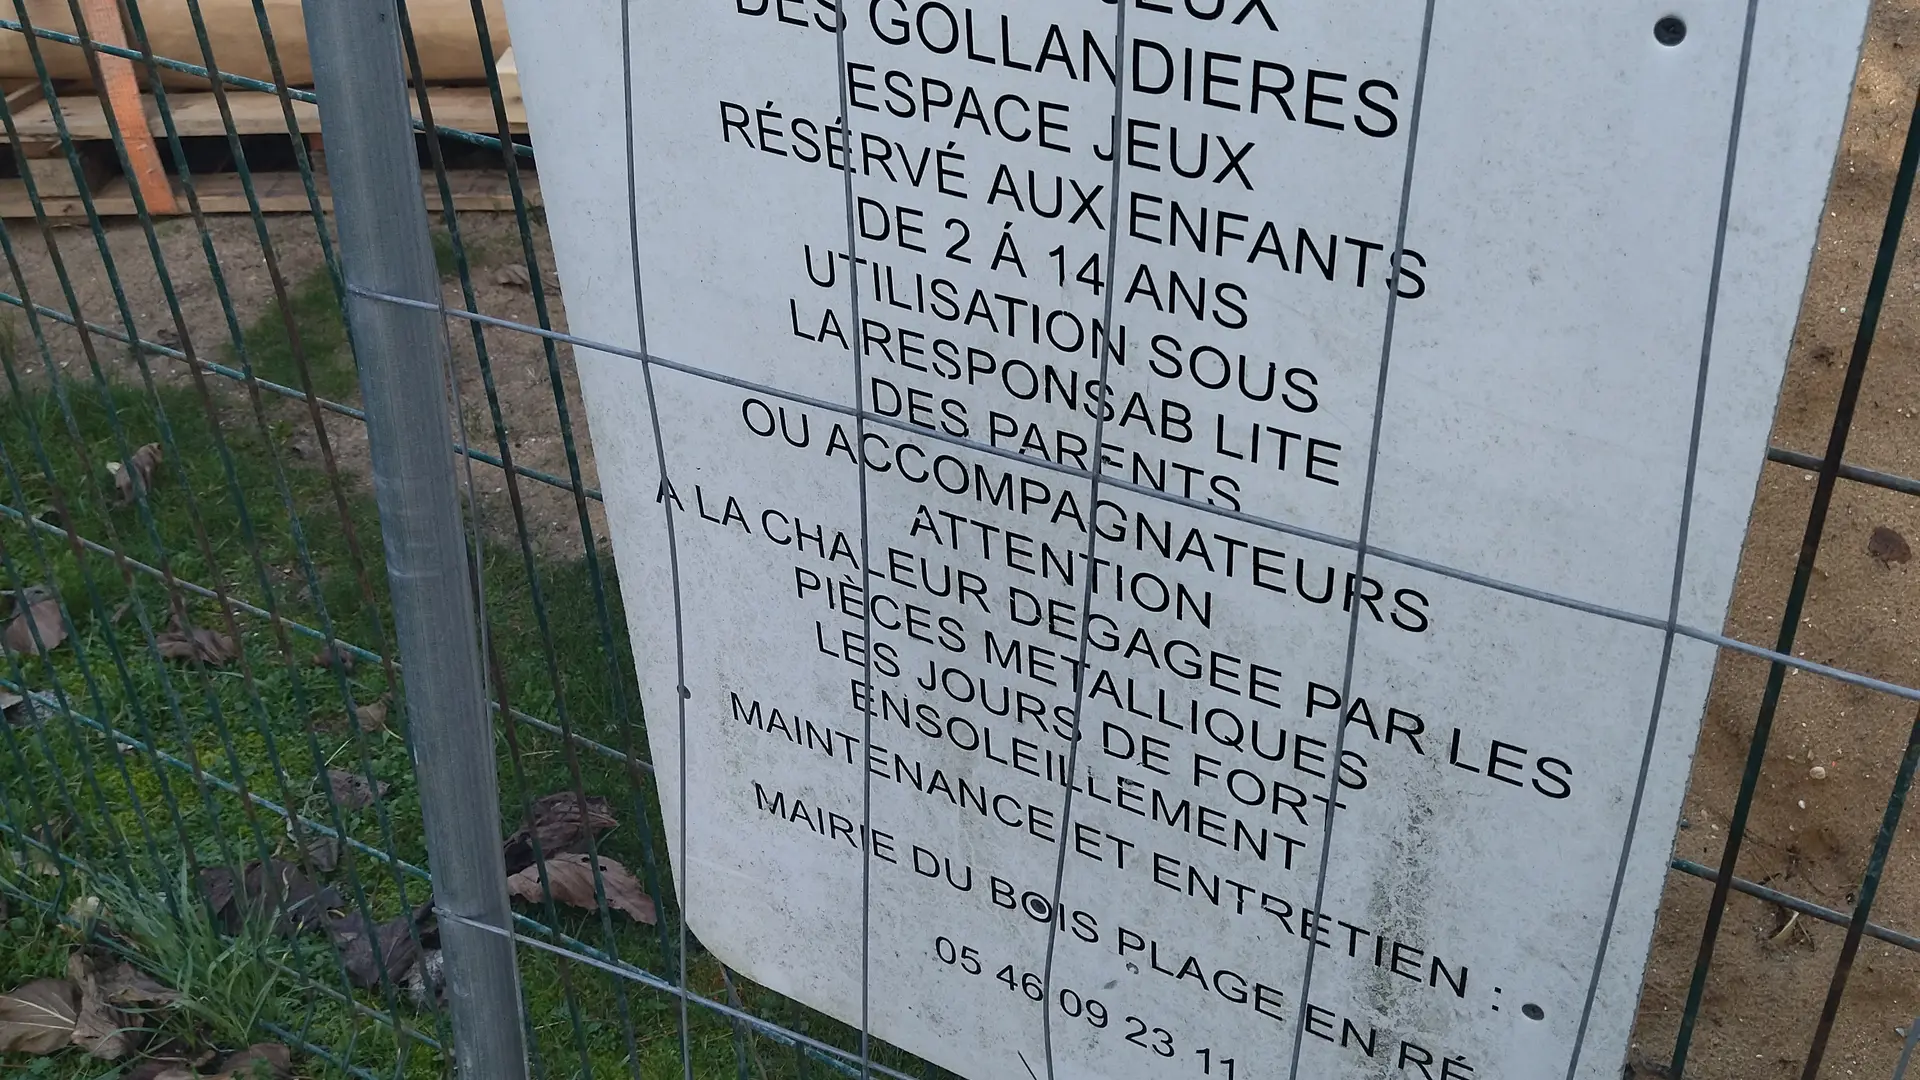 JEUX
DES GOLLANDIERES
ESPACE JEUX
RÉSÉRVÉ AUX ENFANTS
DE 2 Á 14 ANS
UTILISATION SOUS
LA RESPONSAB LITE
DES PARENTS
OU ACCOMPAGNATEURS
ATTENTION
A LA CHALEUR DEGAGEE PAR LES
PIÈCES METALLIQUES
LES JOURS DE FORT
ENSOLEILLEMENT
MAINTENANCE ET ENTRETIEN :
MAIRIE DU BOIS PLAGE EN RÉ
05 46 09 23 11